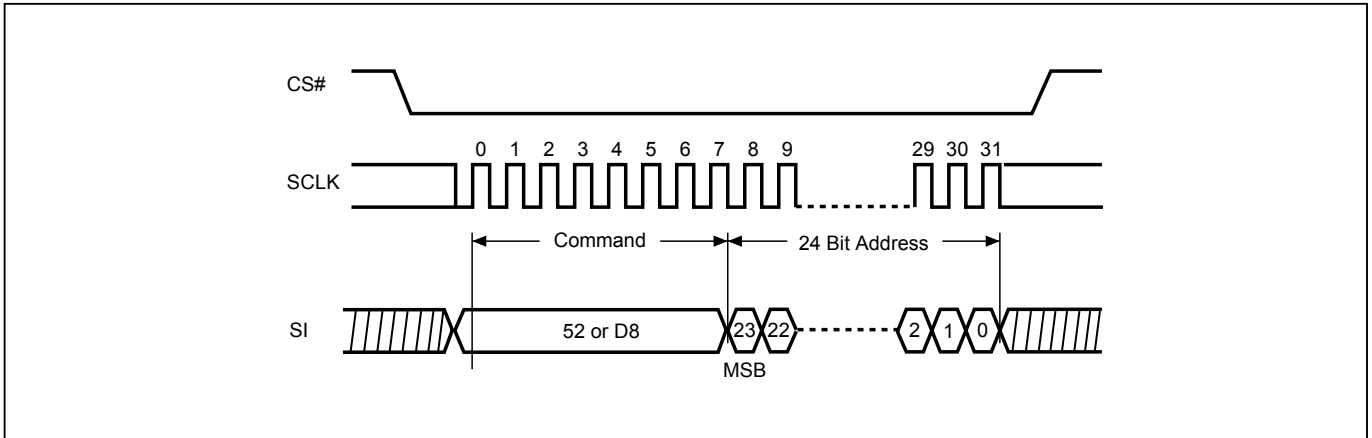 CS#
0 1 2 3 4 5 6 7 8 9 29 30 31
SCLK
Command 24 Bit Address
SI 52 or D8 23 22 2 1 0
MSB